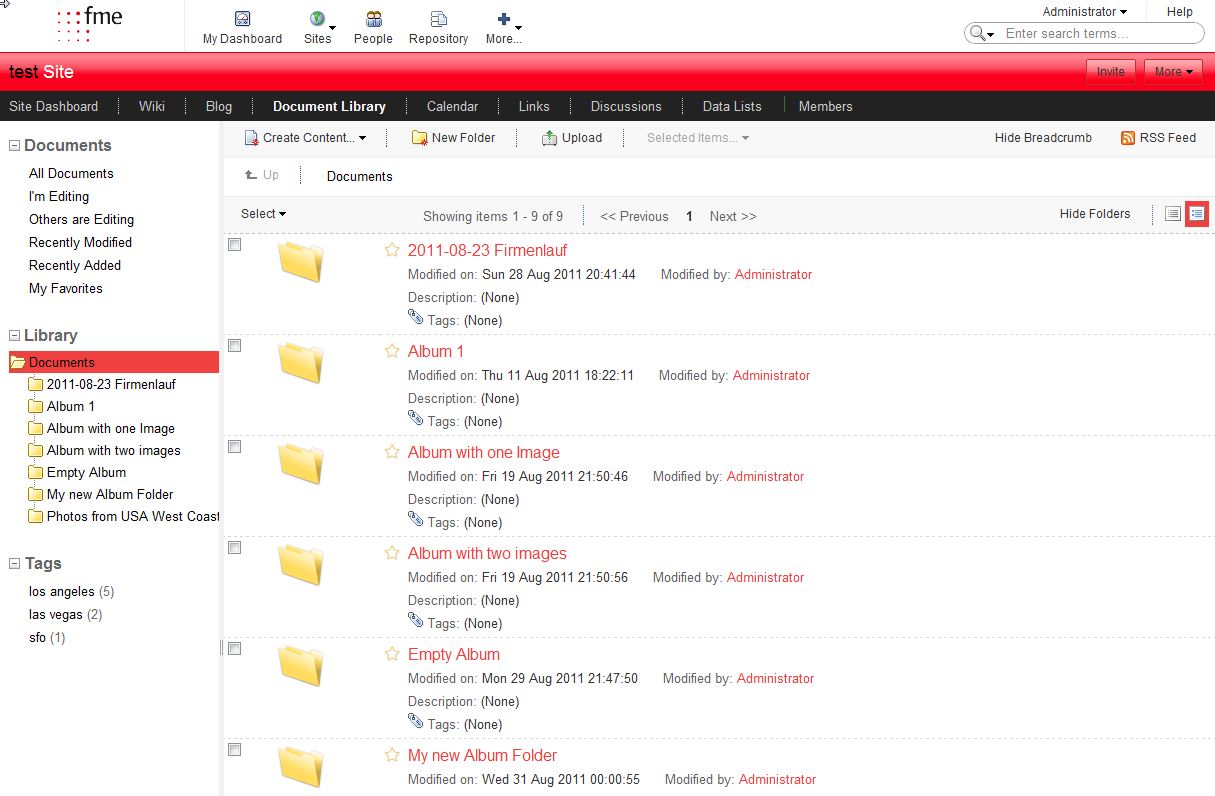 fme
My Dashboard Sites People Repository More...
Administrator Help
Enter search terms...
test Site
Invite More
Site Dashboard Wiki Blog Document Library Calendar Links Discussions Data Lists Members
Documents
All Documents
I'm Editing
Others are Editing
Recently Modified
Recently Added
My Favorites
Library
Documents
2011-08-23 Firmenlauf
Album 1
Album with one Image
Album with two images
Empty Album
My new Album Folder
Photos from USA West Coast
Tags
los angeles (5)
las vegas (2)
sfo (1)
Create Content... New Folder Upload Selected Items... Hide Breadcrumb RSS Feed
Up Documents
Select Showing items 1 - 9 of 9 << Previous 1 Next >> Hide Folders
2011-08-23 Firmenlauf
Modified on: Sun 28 Aug 2011 20:41:44 Modified by: Administrator
Description: (None)
Tags: (None)
Album 1
Modified on: Thu 11 Aug 2011 18:22:11 Modified by: Administrator
Description: (None)
Tags: (None)
Album with one Image
Modified on: Fri 19 Aug 2011 21:50:46 Modified by: Administrator
Description: (None)
Tags: (None)
Album with two images
Modified on: Fri 19 Aug 2011 21:50:56 Modified by: Administrator
Description: (None)
Tags: (None)
Empty Album
Modified on: Mon 29 Aug 2011 21:47:50 Modified by: Administrator
Description: (None)
Tags: (None)
My new Album Folder
Modified on: Wed 31 Aug 2011 00:00:55 Modified by: Administrator